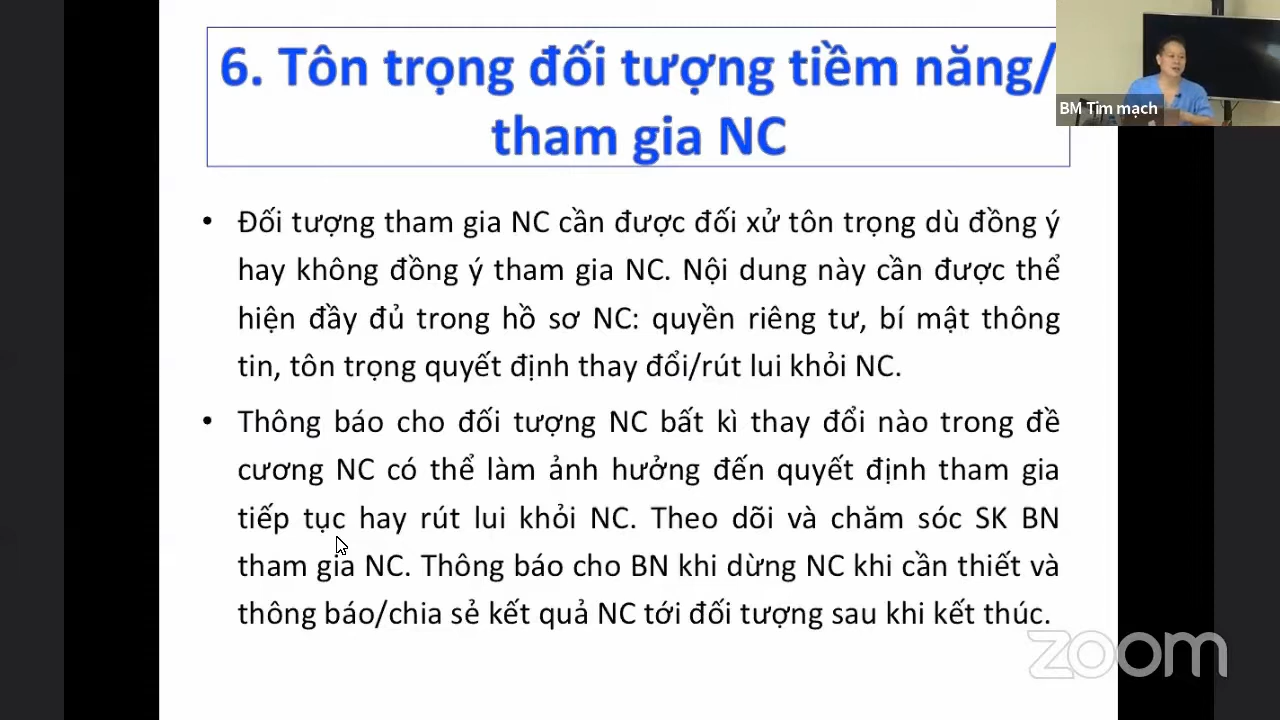 6. Tôn trọng đối tượng tiềm năng/
tham gia NC
BM Tim mạch
• Đối tượng tham gia NC cần được đối xử tôn trọng dù đồng ý
hay không đồng ý tham gia NC. Nội dung này cần được thể
hiện đầy đủ trong hồ sơ NC: quyền riêng tư, bí mật thông
tin, tôn trọng quyết định thay đổi/rút lui khỏi NC.
• Thông báo cho đối tượng NC bất kì thay đổi nào trong đề
cương NC có thể làm ảnh hưởng đến quyết định tham gia
tiếp tục hay rút lui khỏi NC. Theo dõi và chăm sóc SK BN
tham gia NC. Thông báo cho BN khi dừng NC khi cần thiết và
thông báo/chia sẻ kết quả NC tới đối tượng sau khi kết thúc.
zoom